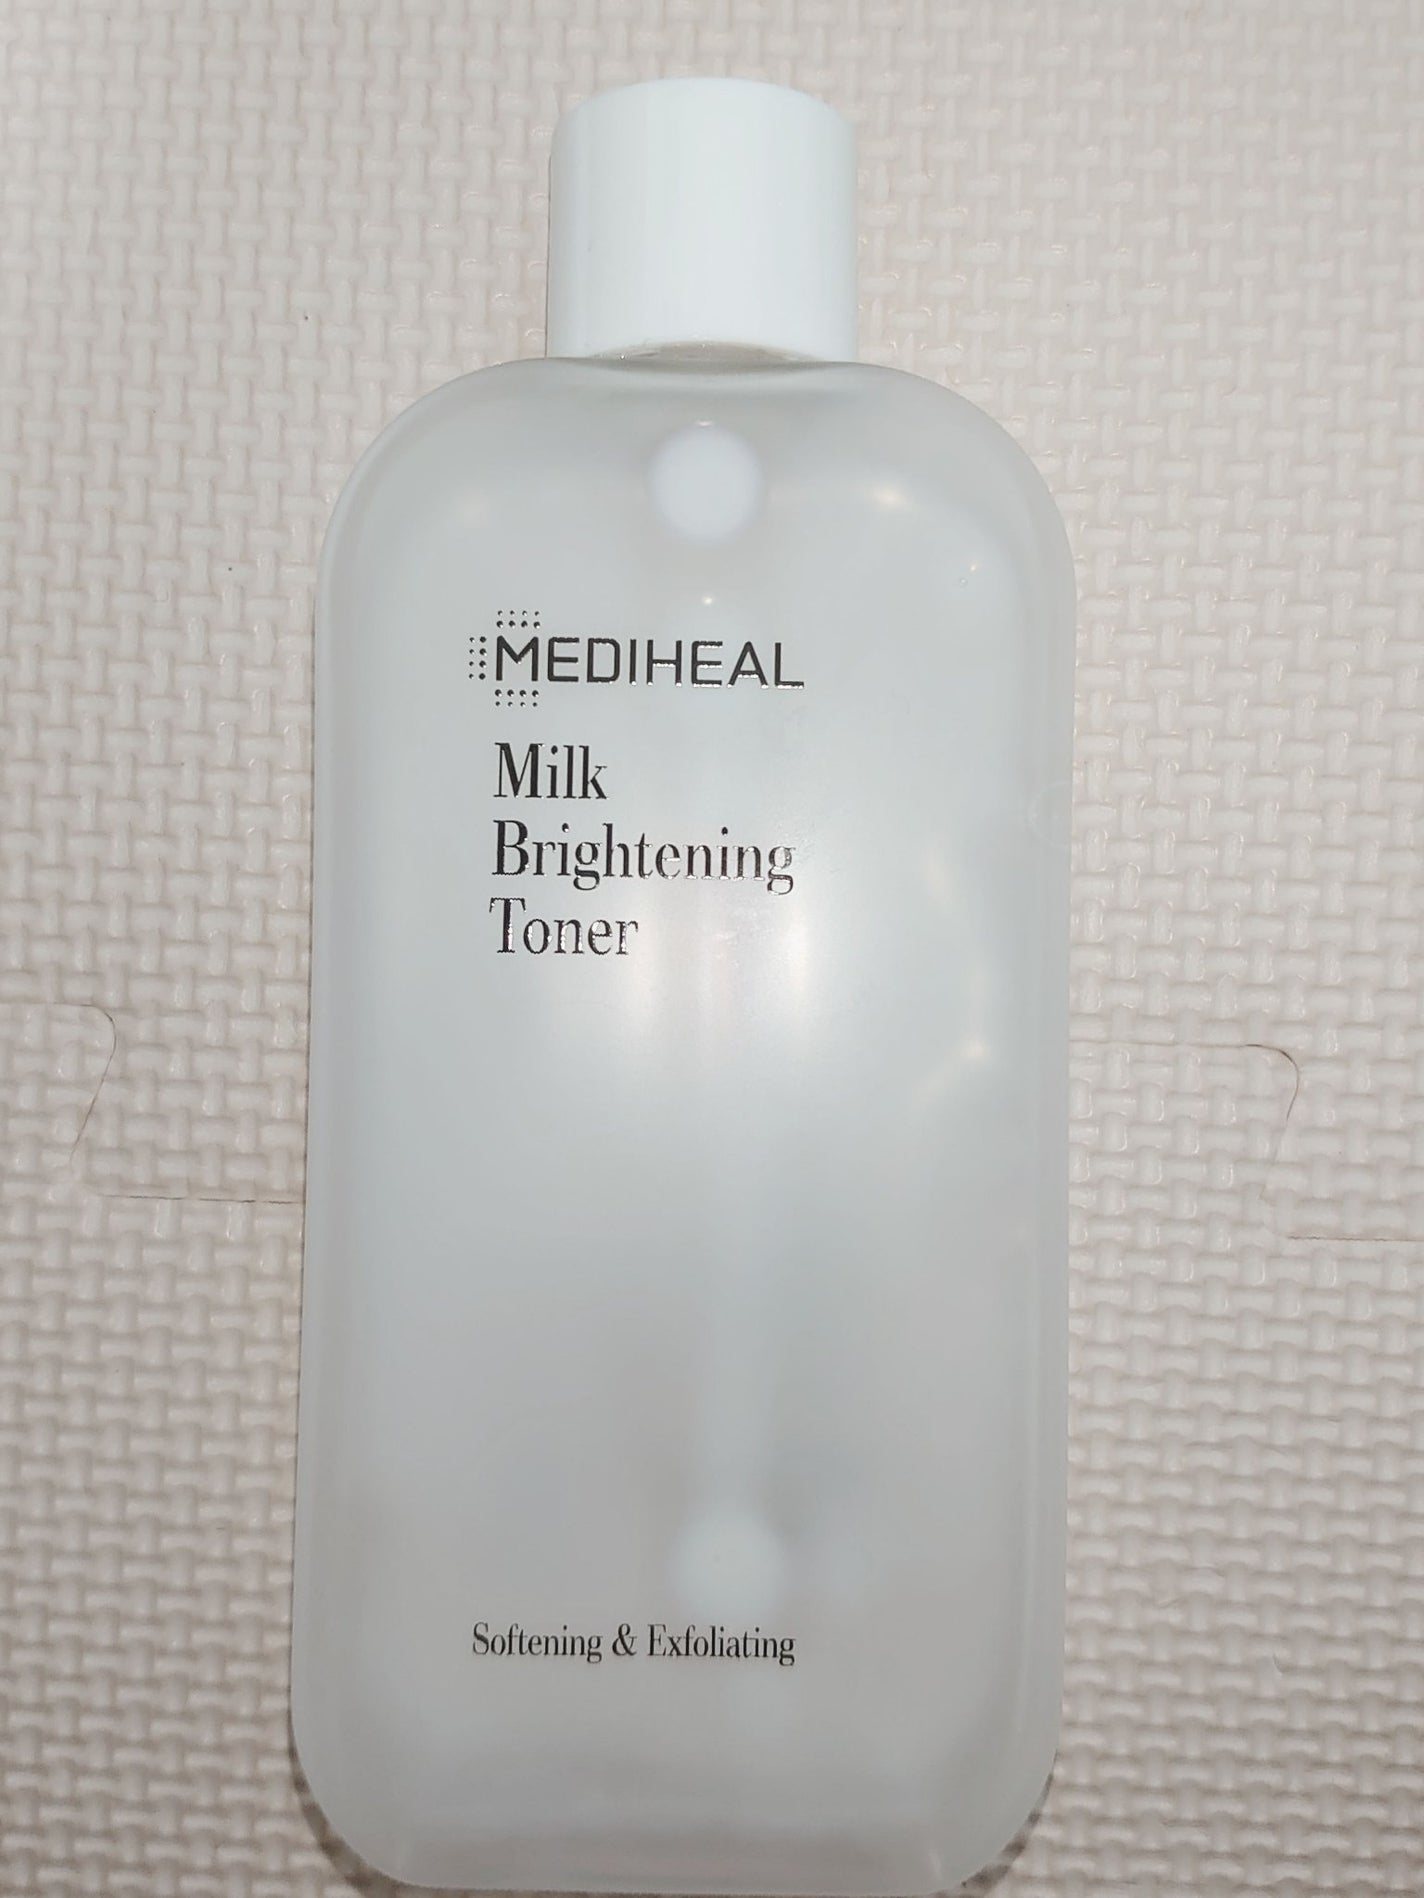 MEDIHEAL
Milk
Brightening
Toner
Softening & Exfoliating